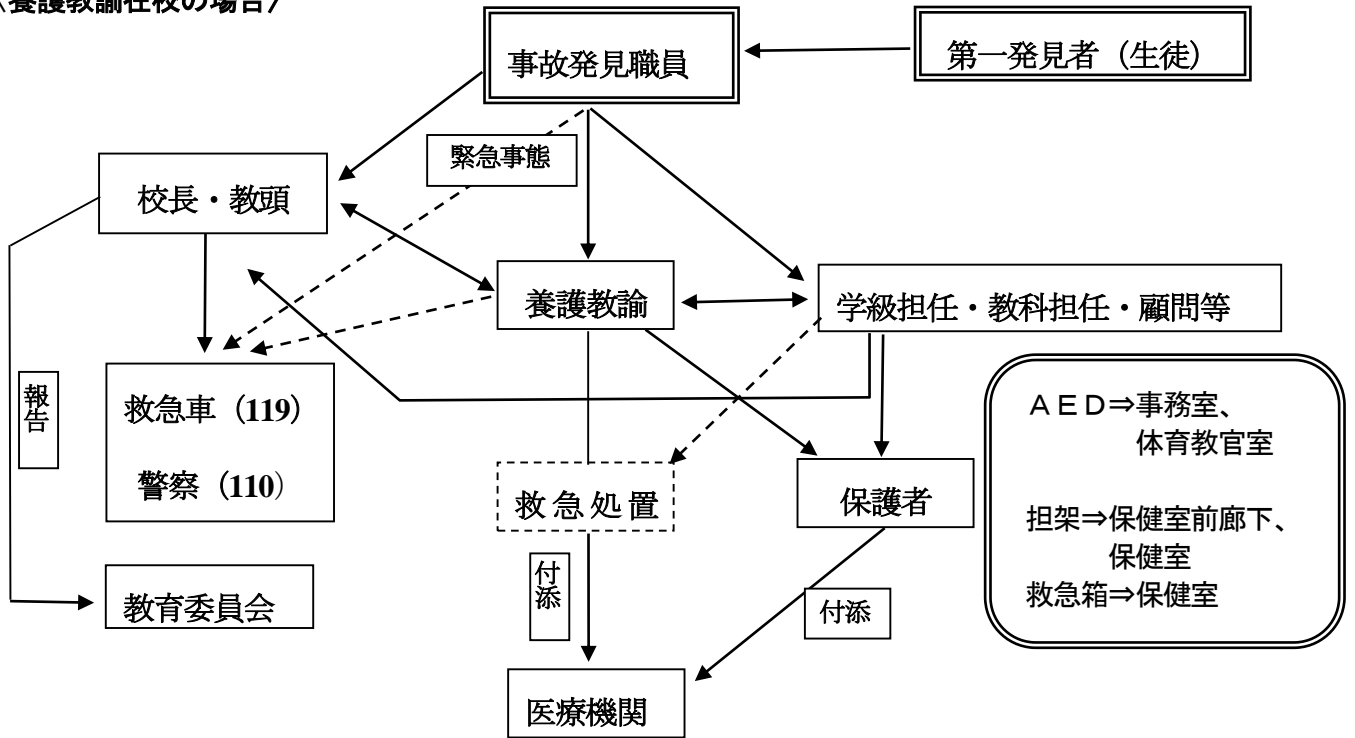 〈養護教諭在校の場合〉
事故発見職員
第一発見者（生徒）
緊急事態
校長・教頭
養護教諭
学級担任・教科担任・顧問等
報告
救急車（119）
警察（110）
救急処置
保護者
ＡＥＤ⇒事務室、
体育教官室
担架⇒保健室前廊下、
保健室
救急箱⇒保健室
付添
付添
教育委員会
医療機関